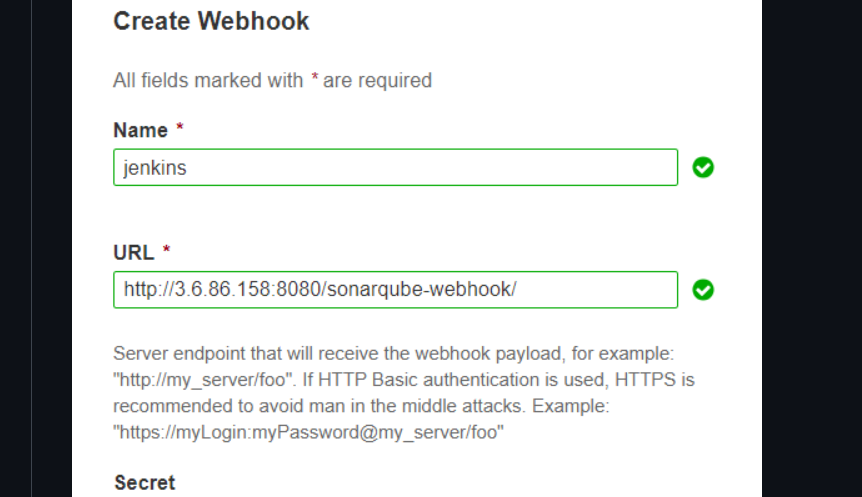 Create Webhook
All fields marked with * are required
Name *
jenkins
URL *
http://3.6.86.158:8080/sonarqube-webhook/
Server endpoint that will receive the webhook payload, for example:
"http://my_server/foo". If HTTP Basic authentication is used, HTTPS is
recommended to avoid man in the middle attacks. Example:
"https://myLogin:myPassword@my_server/foo"
Secret